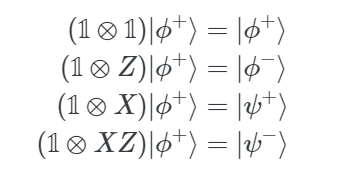 (𝟙 ⊗ 𝟙)|ϕ⁺⟩ = |ϕ⁺⟩
(𝟙 ⊗ Z)|ϕ⁺⟩ = |ϕ⁻⟩
(𝟙 ⊗ X)|ϕ⁺⟩ = |ψ⁺⟩
(𝟙 ⊗ XZ)|ϕ⁺⟩ = |ψ⁻⟩